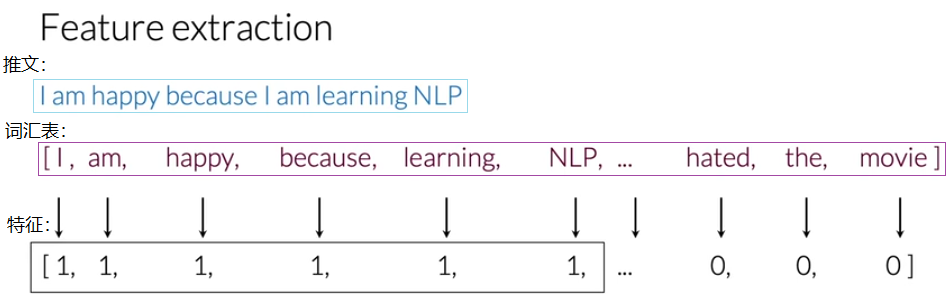 Feature extraction
推文:
I am happy because I am learning NLP
词汇表:
[ I , am, happy, because, learning, NLP, ... hated, the, movie ]
特征:
[ 1, 1, 1, 1, 1, 1, ... 0, 0, 0 ]